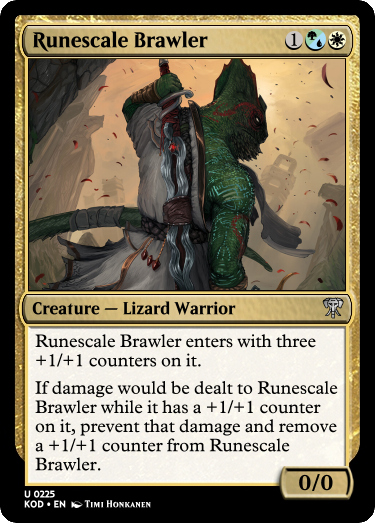 Runescale Brawler 1
Creature — Lizard Warrior
Runescale Brawler enters with three
+1/+1 counters on it.
If damage would be dealt to Runescale
Brawler while it has a +1/+1 counter
on it, prevent that damage and remove
a +1/+1 counter from Runescale
Brawler.
0/0
U 0225
KOD • EN Timi Honkanen